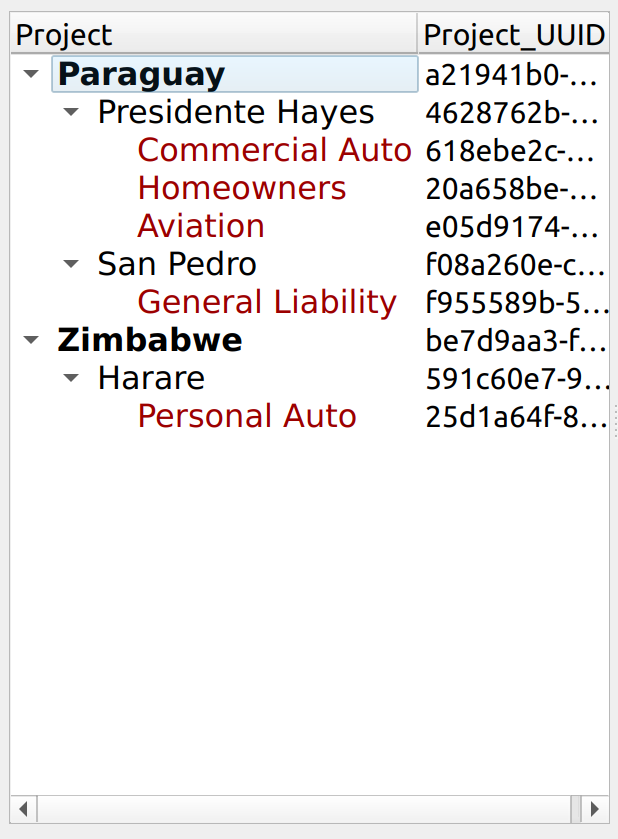 Project Project_UUID
Paraguay a21941b0-...
Presidente Hayes 4628762b-...
Commercial Auto 618ebe2c-...
Homeowners 20a658be-...
Aviation e05d9174-...
San Pedro f08a260e-c...
General Liability f955589b-5...
Zimbabwe be7d9aa3-f...
Harare 591c60e7-9...
Personal Auto 25d1a64f-8...